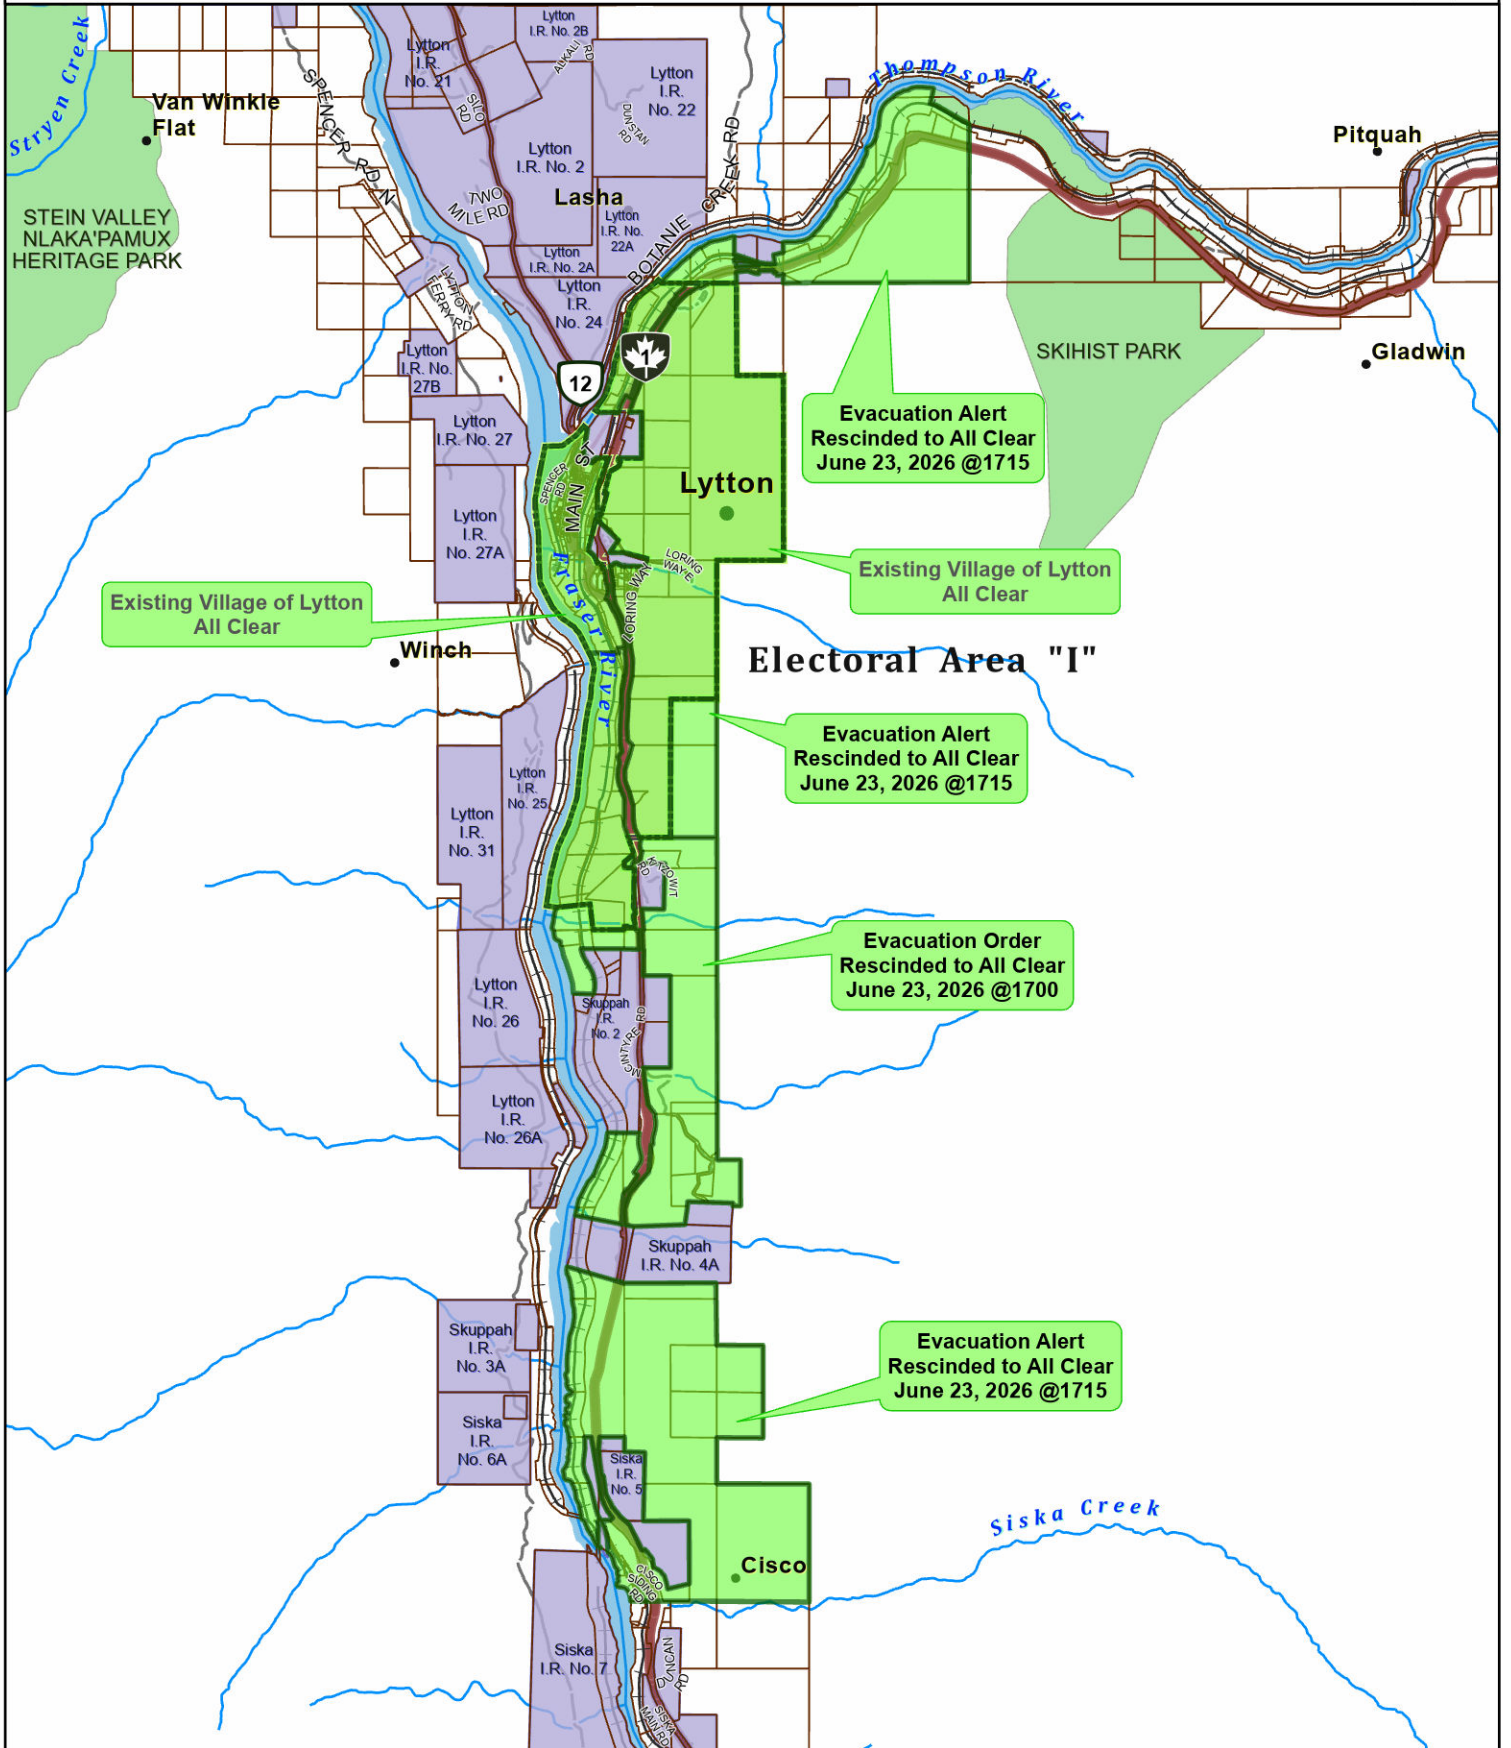 Stryen Creek
Van Winkle
Flat
STEIN VALLEY
NLAKA'PAMUX
HERITAGE PARK
SPENCER RD N
Lytton
I.R.
No. 21
SILO
RD
Lytton
I.R. No. 2B
ALKALI
RD
Lytton
I.R.
No. 22
DUNSTAN
RD
Lytton
I.R. No. 2
TWO
MILE RD
Lasha
Lytton
I.R. No.
22A
Lytton
I.R. No. 2A
Lytton
I.R.
No. 24
BOTANIE CREEK RD
Thompson River
Pitquah
SKIHIST PARK
Gladwin
LYTTON
FERRY RD
Lytton
I.R. No.
27B
12
1
Lytton
I.R. No. 27
Lytton
I.R.
No. 27A
SPENCER
RD
MAIN ST
Lytton
LORING
WAY E
LORING WAY
Fraser River
Evacuation Alert
Rescinded to All Clear
June 23, 2026 @1715
Existing Village of Lytton
All Clear
Existing Village of Lytton
All Clear
Winch
Electoral Area "I"
Evacuation Alert
Rescinded to All Clear
June 23, 2026 @1715
Lytton
I.R.
No. 25
Lytton
I.R.
No. 31
KATZOWIT
RD
Evacuation Order
Rescinded to All Clear
June 23, 2026 @1700
Lytton
I.R.
No. 26
Skuppah
I.R.
No. 2
MCINTYRE RD
Lytton
I.R.
No. 26A
Skuppah
I.R. No. 4A
Skuppah
I.R.
No. 3A
Siska
I.R.
No. 6A
Evacuation Alert
Rescinded to All Clear
June 23, 2026 @1715
Siska
I.R.
No. 5
Siska Creek
Cisco
CISCO
SIDING
RD
Siska
I.R. No. 7
DUNCAN
RD
SISKA
MAIN RD